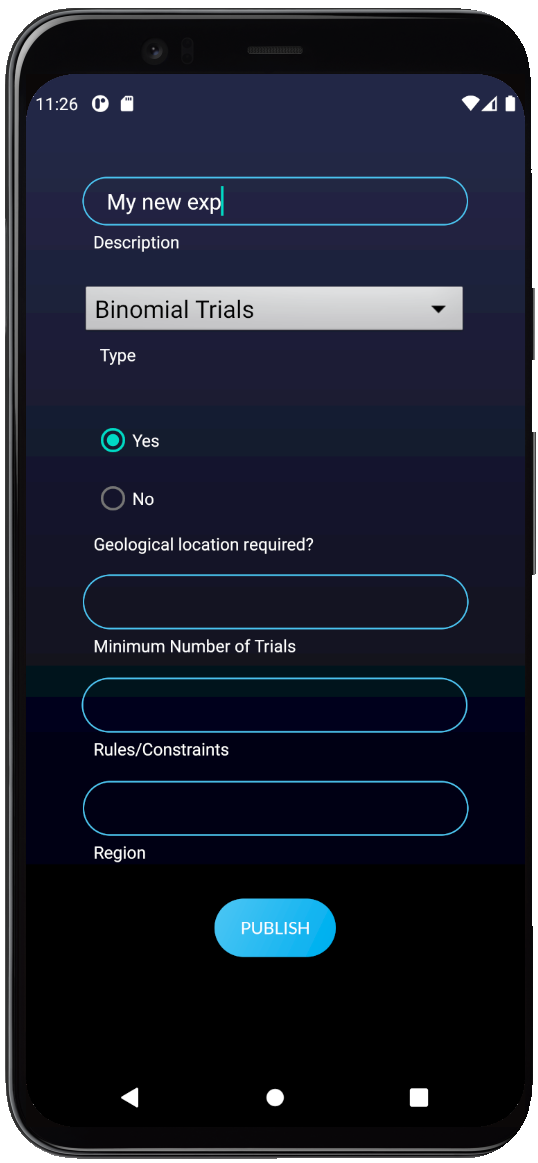 11:26
My new exp
Description
Binomial Trials
Type
Yes
No
Geological location required?
Minimum Number of Trials
Rules/Constraints
Region
PUBLISH